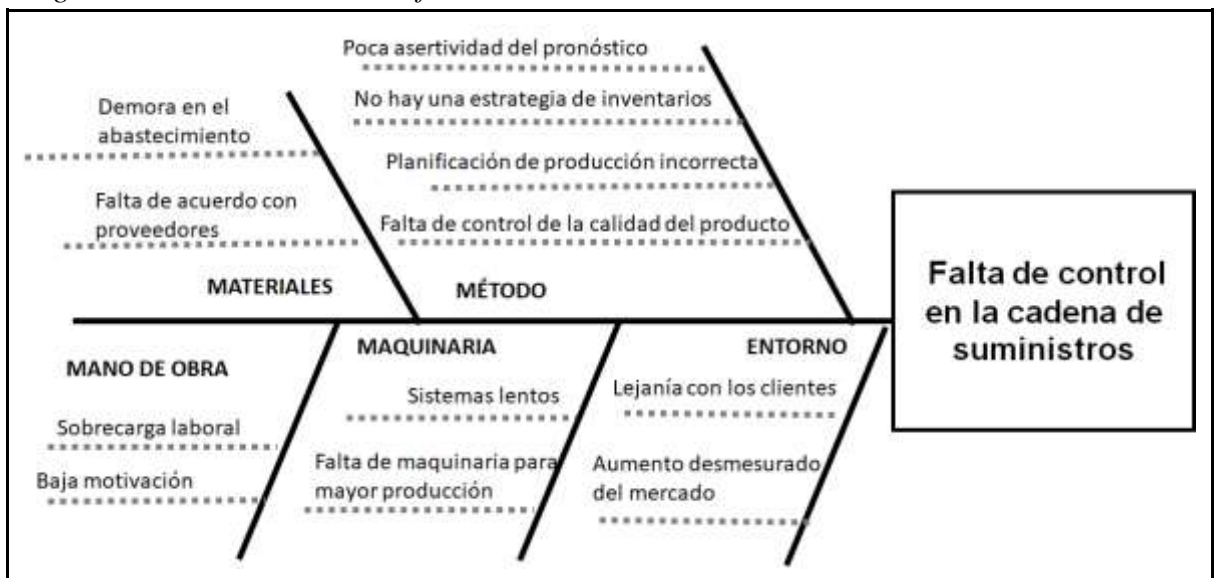 Poca asertividad del pronóstico
No hay una estrategia de inventarios
Planificación de producción incorrecta
Falta de control de la calidad del producto
Demora en el
abastecimiento
Falta de acuerdo con
proveedores
MATERIALES
MÉTODO
Falta de control
en la cadena de
suministros
MANO DE OBRA
Sobrecarga laboral
Baja motivación
MAQUINARIA
Sistemas lentos
Falta de maquinaria para
mayor producción
ENTORNO
Lejanía con los clientes
Aumento desmesurado
del mercado